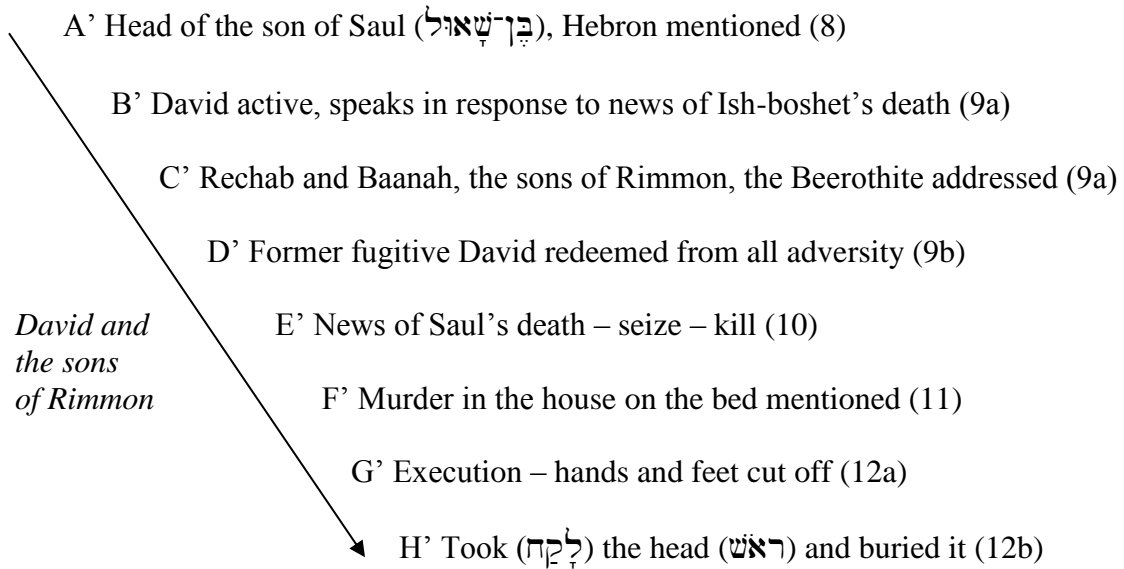 A’ Head of the son of Saul (בֶּן־שָׁאוּל), Hebron mentioned (8)
B’ David active, speaks in response to news of Ish-boshet’s death (9a)
C’ Rechab and Baanah, the sons of Rimmon, the Beerothite addressed (9a)
D’ Former fugitive David redeemed from all adversity (9b)
David and
the sons
of Rimmon
E’ News of Saul’s death – seize – kill (10)
F’ Murder in the house on the bed mentioned (11)
G’ Execution – hands and feet cut off (12a)
H’ Took (לָקַח) the head (ראֹשׁ) and buried it (12b)